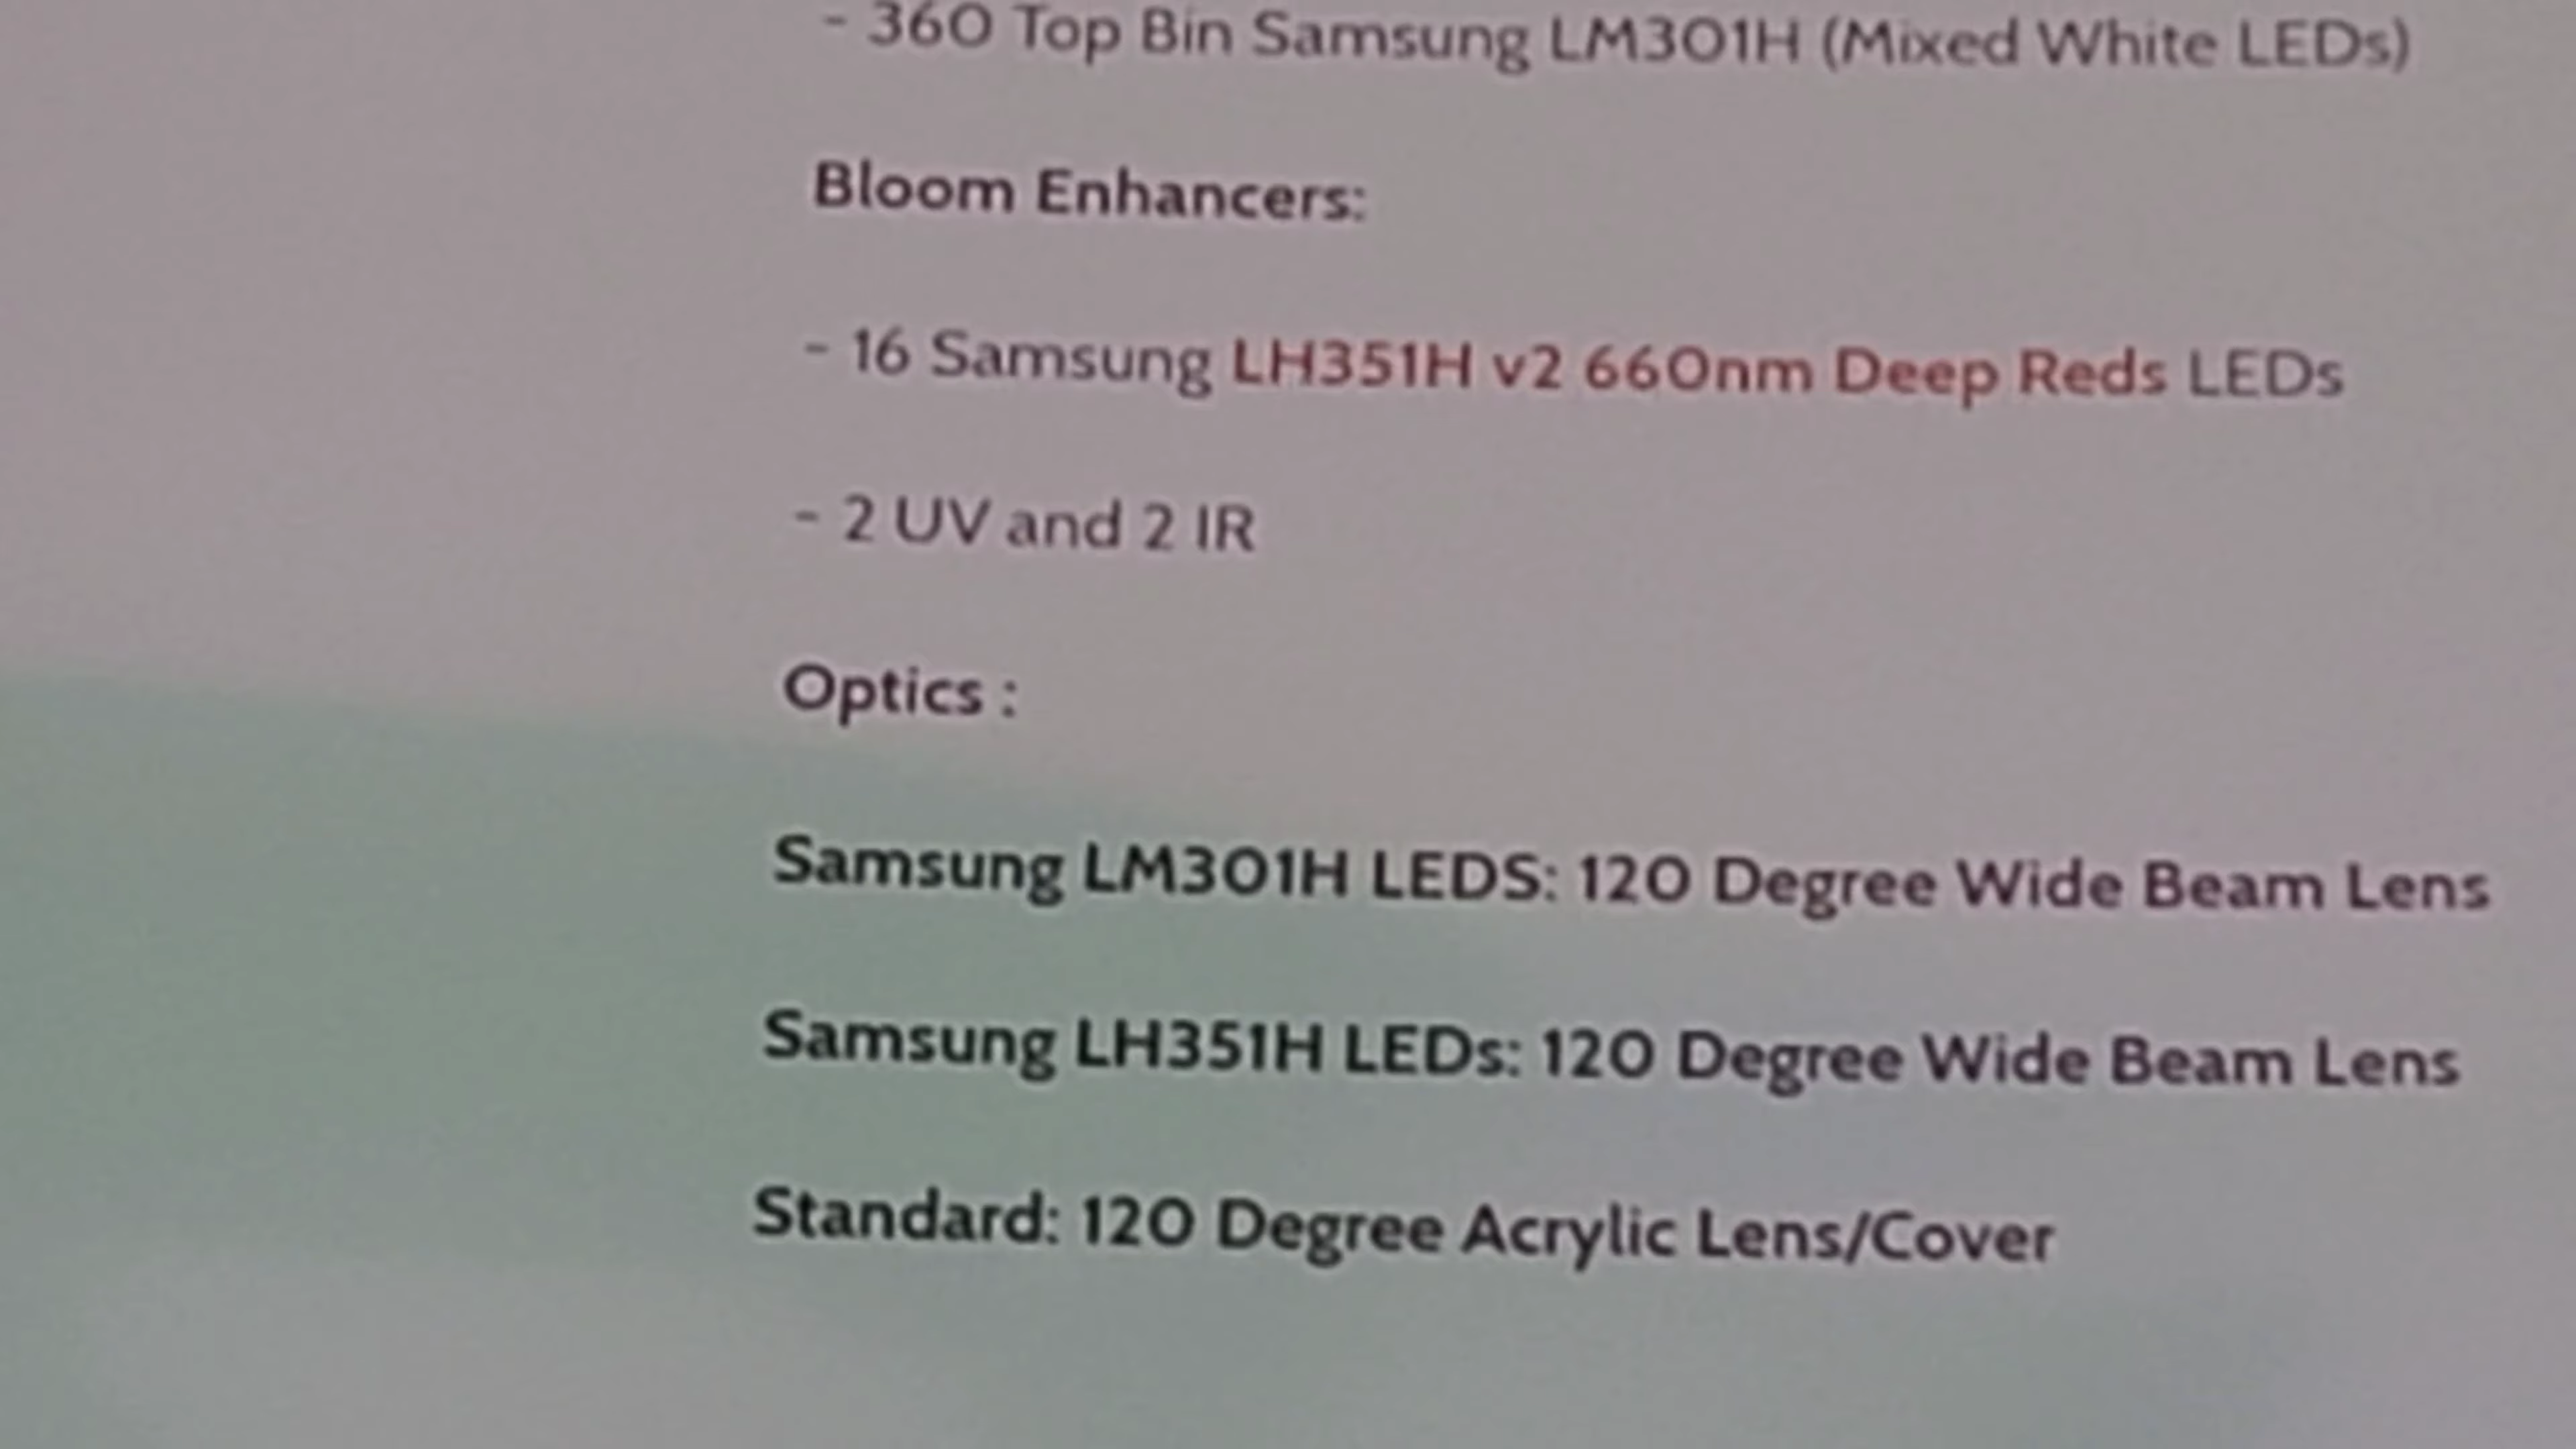 - 360 Top Bin Samsung LM301H (Mixed White LEDs)
Bloom Enhancers:
- 16 Samsung LH351H v2 660nm Deep Reds LEDs
- 2 UV and 2 IR
Optics :
Samsung LM301H LEDS: 120 Degree Wide Beam Lens
Samsung LH351H LEDs: 120 Degree Wide Beam Lens
Standard: 120 Degree Acrylic Lens/Cover